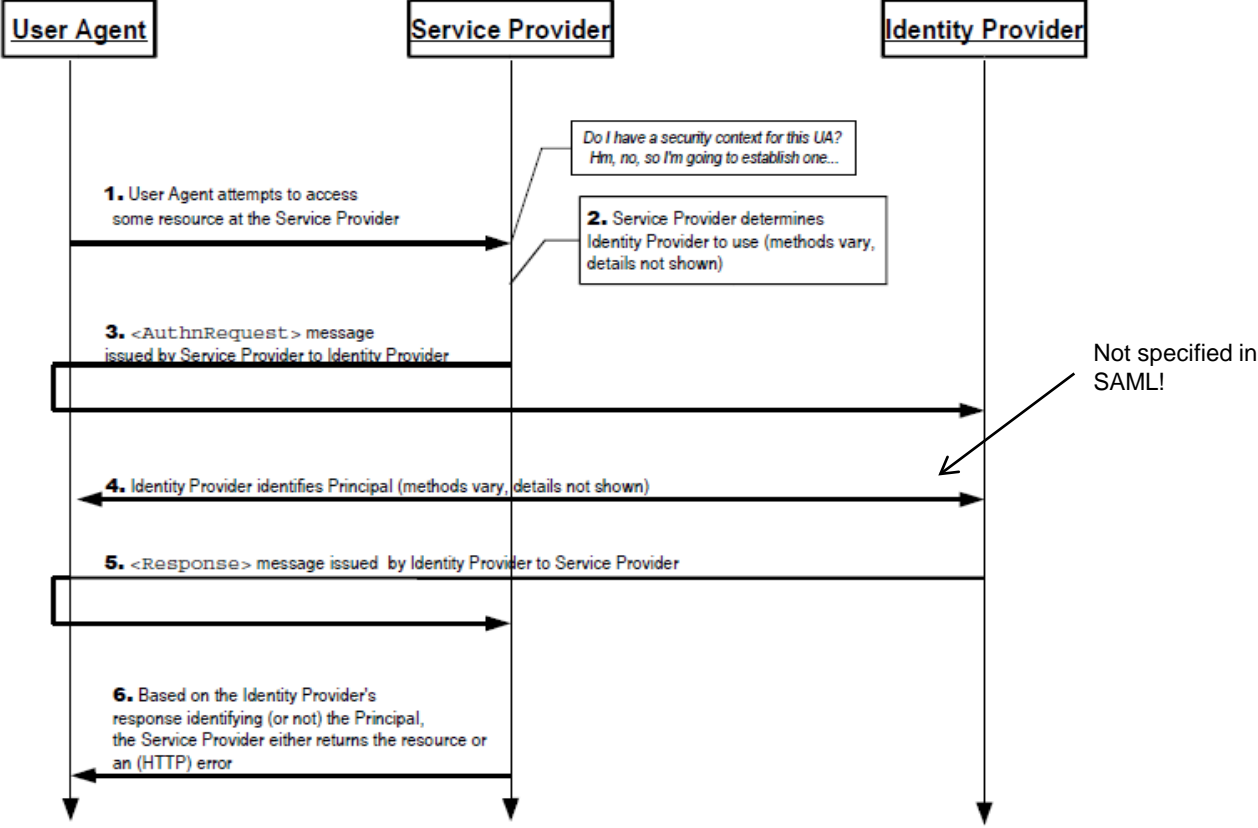 User Agent
Service Provider
Identity Provider
Do I have a security context for this UA?
Hm, no, so I'm going to establish one...
1. User Agent attempts to access
some resource at the Service Provider
2. Service Provider determines
Identity Provider to use (methods vary,
details not shown)
3. <AuthnRequest> message
issued by Service Provider to Identity Provider
Not specified in
SAML!
4. Identity Provider identifies Principal (methods vary, details not shown)
5. <Response> message issued by Identity Provider to Service Provider
6. Based on the Identity Provider's
response identifying (or not) the Principal,
the Service Provider either returns the resource or
an (HTTP) error